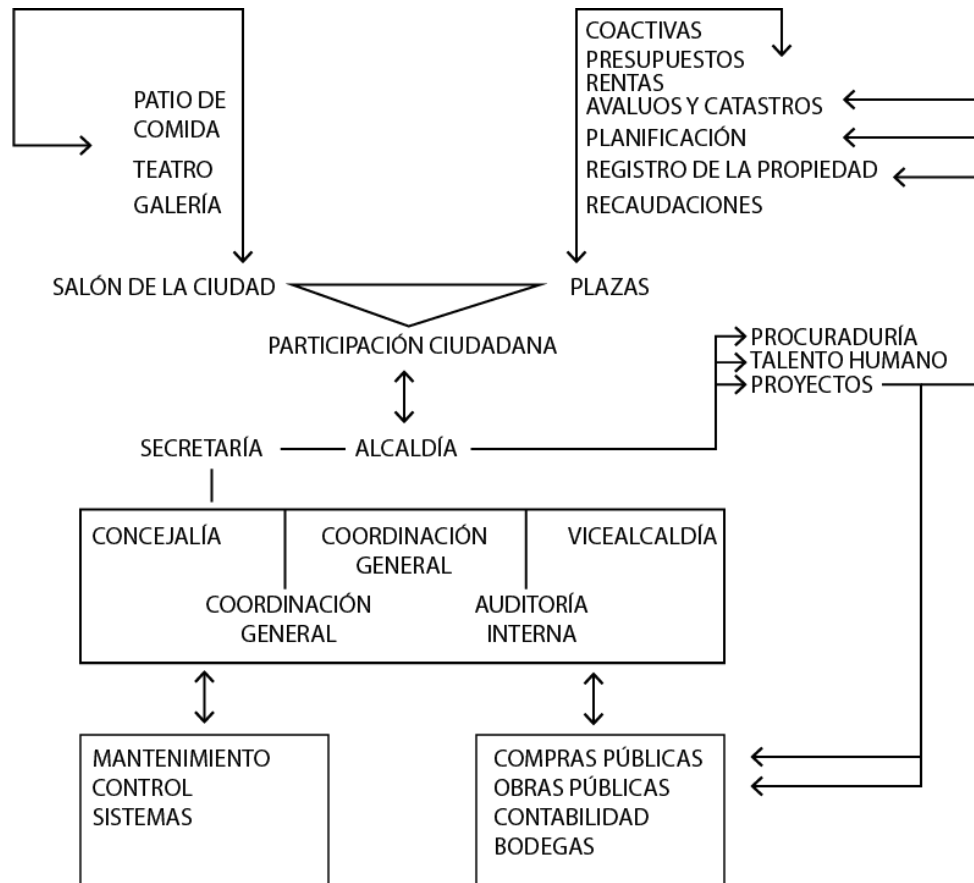 COACTIVAS
PRESUPUESTOS
RENTAS
AVALUOS Y CATASTROS
PLANIFICACIÓN
REGISTRO DE LA PROPIEDAD
RECAUDACIONES
PATIO DE
COMIDA
TEATRO
GALERÍA
SALÓN DE LA CIUDAD
PLAZAS
PARTICIPACIÓN CIUDADANA
PROCURADURÍA
TALENTO HUMANO
PROYECTOS
SECRETARÍA
ALCALDÍA
CONCEJALÍA
COORDINACIÓN
GENERAL
VICEALCALDÍA
COORDINACIÓN
GENERAL
AUDITORÍA
INTERNA
MANTENIMIENTO
CONTROL
SISTEMAS
COMPRAS PÚBLICAS
OBRAS PÚBLICAS
CONTABILIDAD
BODEGAS